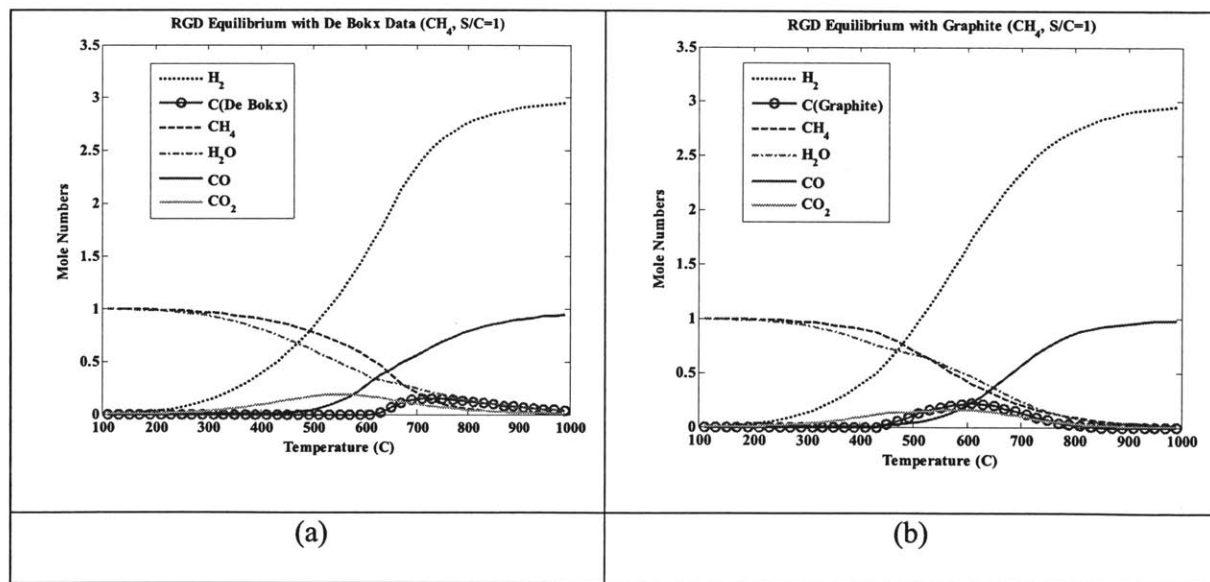 RGD Equilibrium with De Bokx Data (CH₄, S/C=1)
3.5
3
2.5
2
1.5
1
0.5
0
Mole Numbers
H₂
C(De Bokx)
CH₄
H₂O
CO
CO₂
100 200 300 400 500 600 700 800 900 1000
Temperature (C)
(a)
RGD Equilibrium with Graphite (CH₄, S/C=1)
3.5
3
2.5
2
1.5
1
0.5
0
Mole Numbers
H₂
C(Graphite)
CH₄
H₂O
CO
CO₂
100 200 300 400 500 600 700 800 900 1000
Temperature (C)
(b)